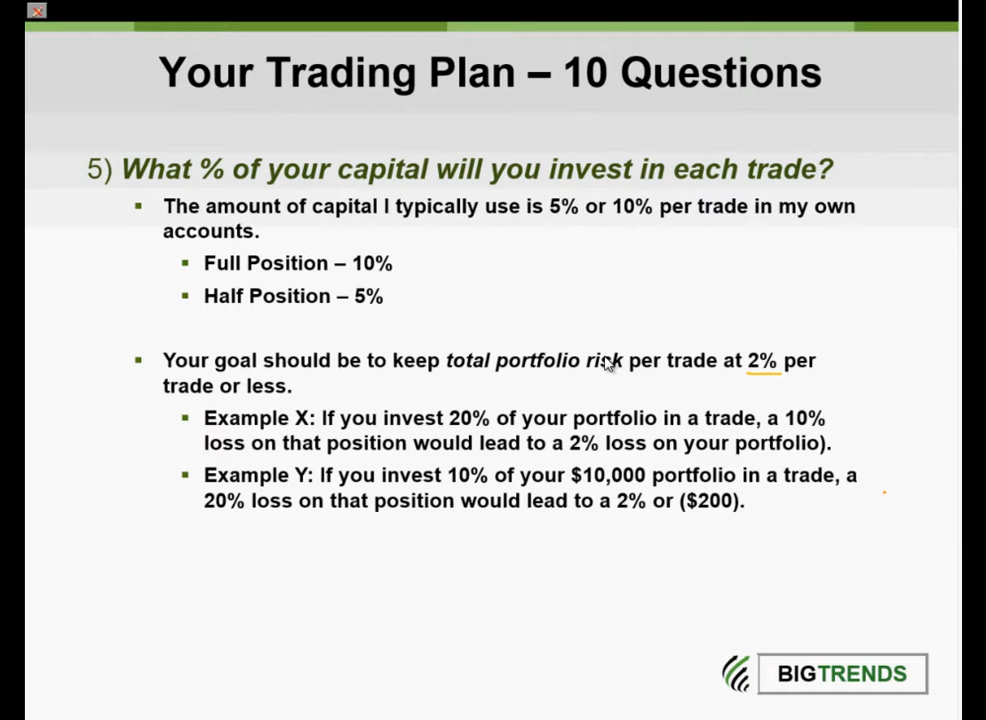 Your Trading Plan – 10 Questions
5) What % of your capital will you invest in each trade?
▪ The amount of capital I typically use is 5% or 10% per trade in my own
accounts.
▪ Full Position – 10%
▪ Half Position – 5%
▪ Your goal should be to keep total portfolio risk per trade at 2% per
trade or less.
▪ Example X: If you invest 20% of your portfolio in a trade, a 10%
loss on that position would lead to a 2% loss on your portfolio).
▪ Example Y: If you invest 10% of your $10,000 portfolio in a trade, a
20% loss on that position would lead to a 2% or ($200).
BIGTRENDS